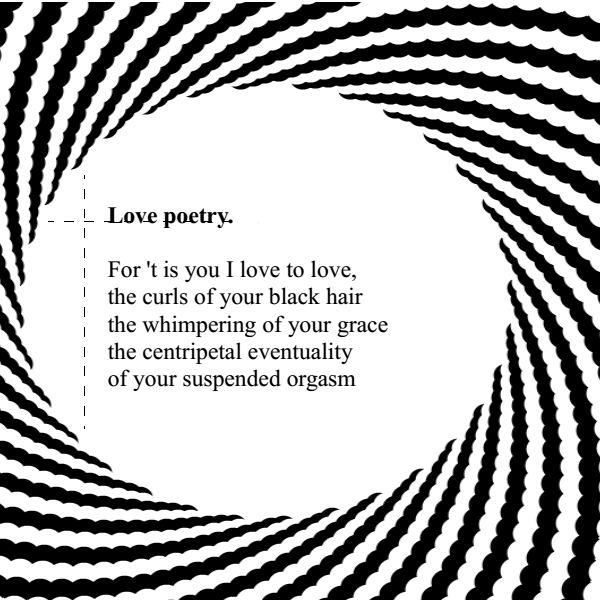 Love poetry.
For 't is you I love to love,
the curls of your black hair
the whimpering of your grace
the centripetal eventuality
of your suspended orgasm